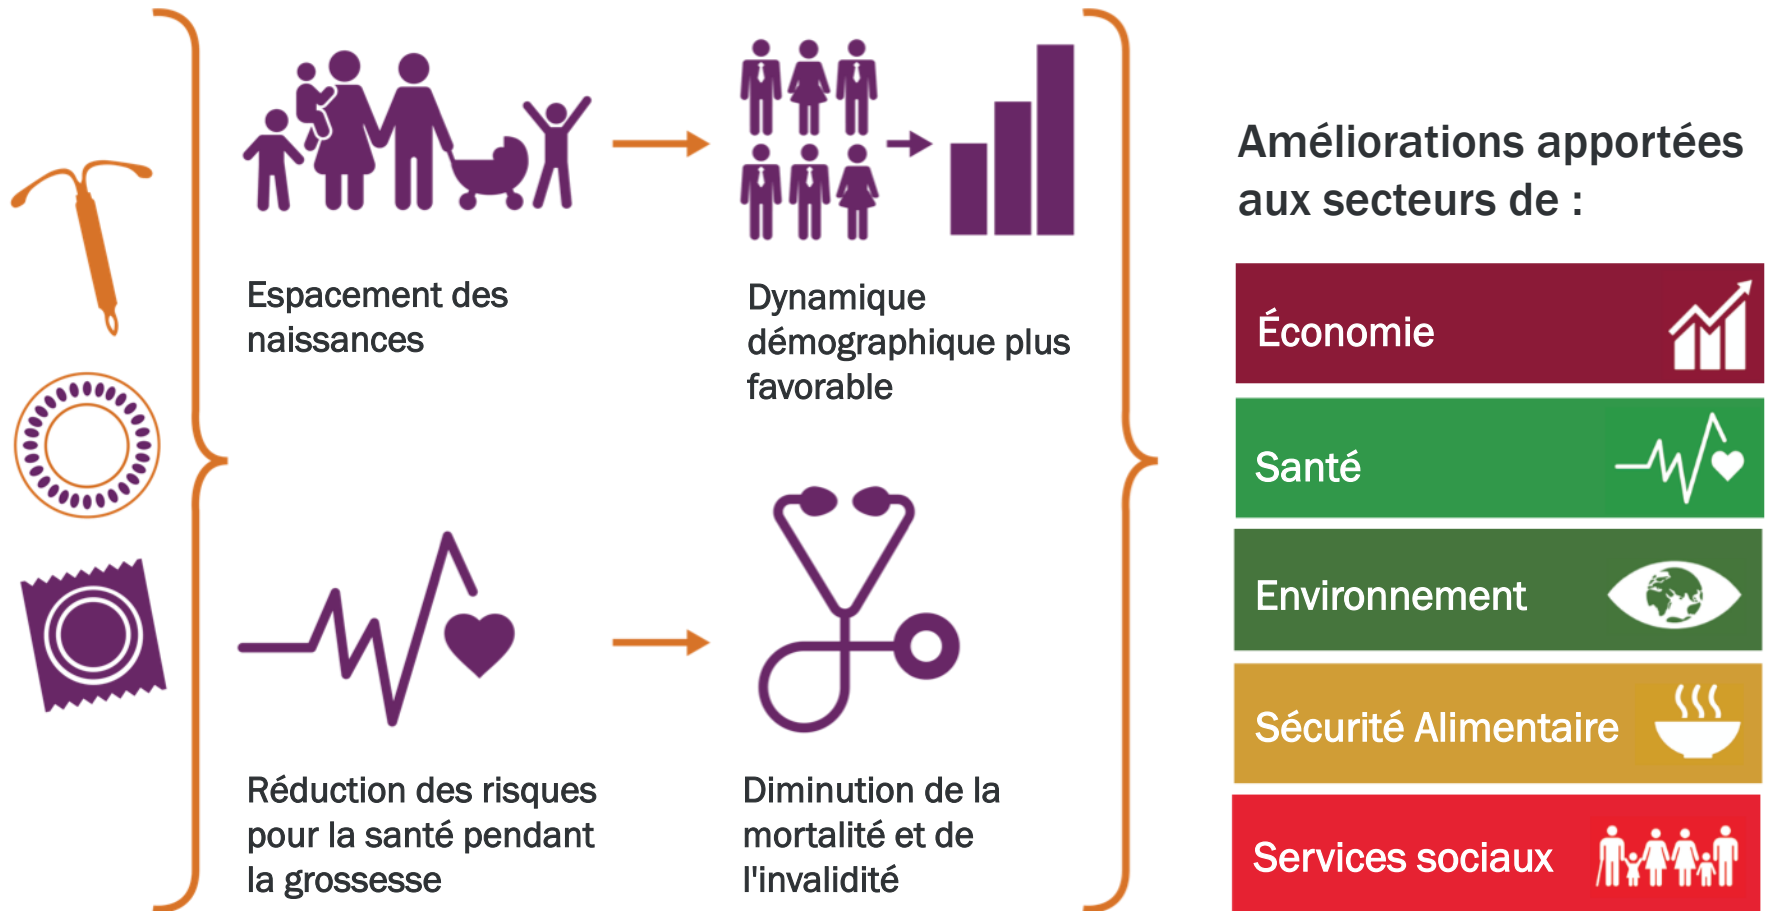 Espacement des
naissances
Dynamique
démographique plus
favorable
Réduction des risques
pour la santé pendant
la grossesse
Diminution de la
mortalité et de
l'invalidité
Améliorations apportées
aux secteurs de :
Économie
Santé
Environnement
Sécurité Alimentaire
Services sociaux